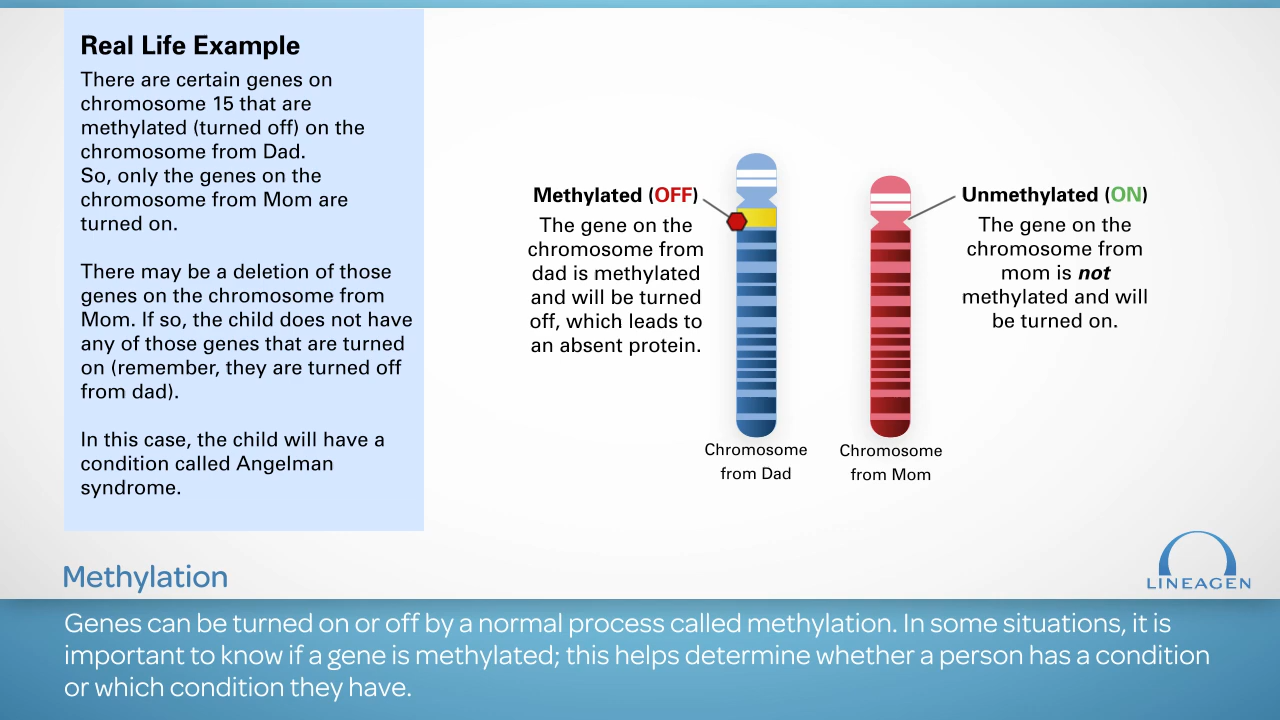 Real Life Example
There are certain genes on
chromosome 15 that are
methylated (turned off) on the
chromosome from Dad.
So, only the genes on the
chromosome from Mom are
turned on.
There may be a deletion of those
genes on the chromosome from
Mom. If so, the child does not have
any of those genes that are turned
on (remember, they are turned off
from dad).
In this case, the child will have a
condition called Angelman
syndrome.
Methylated (OFF)
The gene on the
chromosome from
dad is methylated
and will be turned
off, which leads to
an absent protein.
Chromosome
from Dad
Chromosome
from Mom
Unmethylated (ON)
The gene on the
chromosome from
mom is not
methylated and will
be turned on.
LINEAGEN
Methylation
Genes can be turned on or off by a normal process called methylation. In some situations, it is
important to know if a gene is methylated; this helps determine whether a person has a condition
or which condition they have.